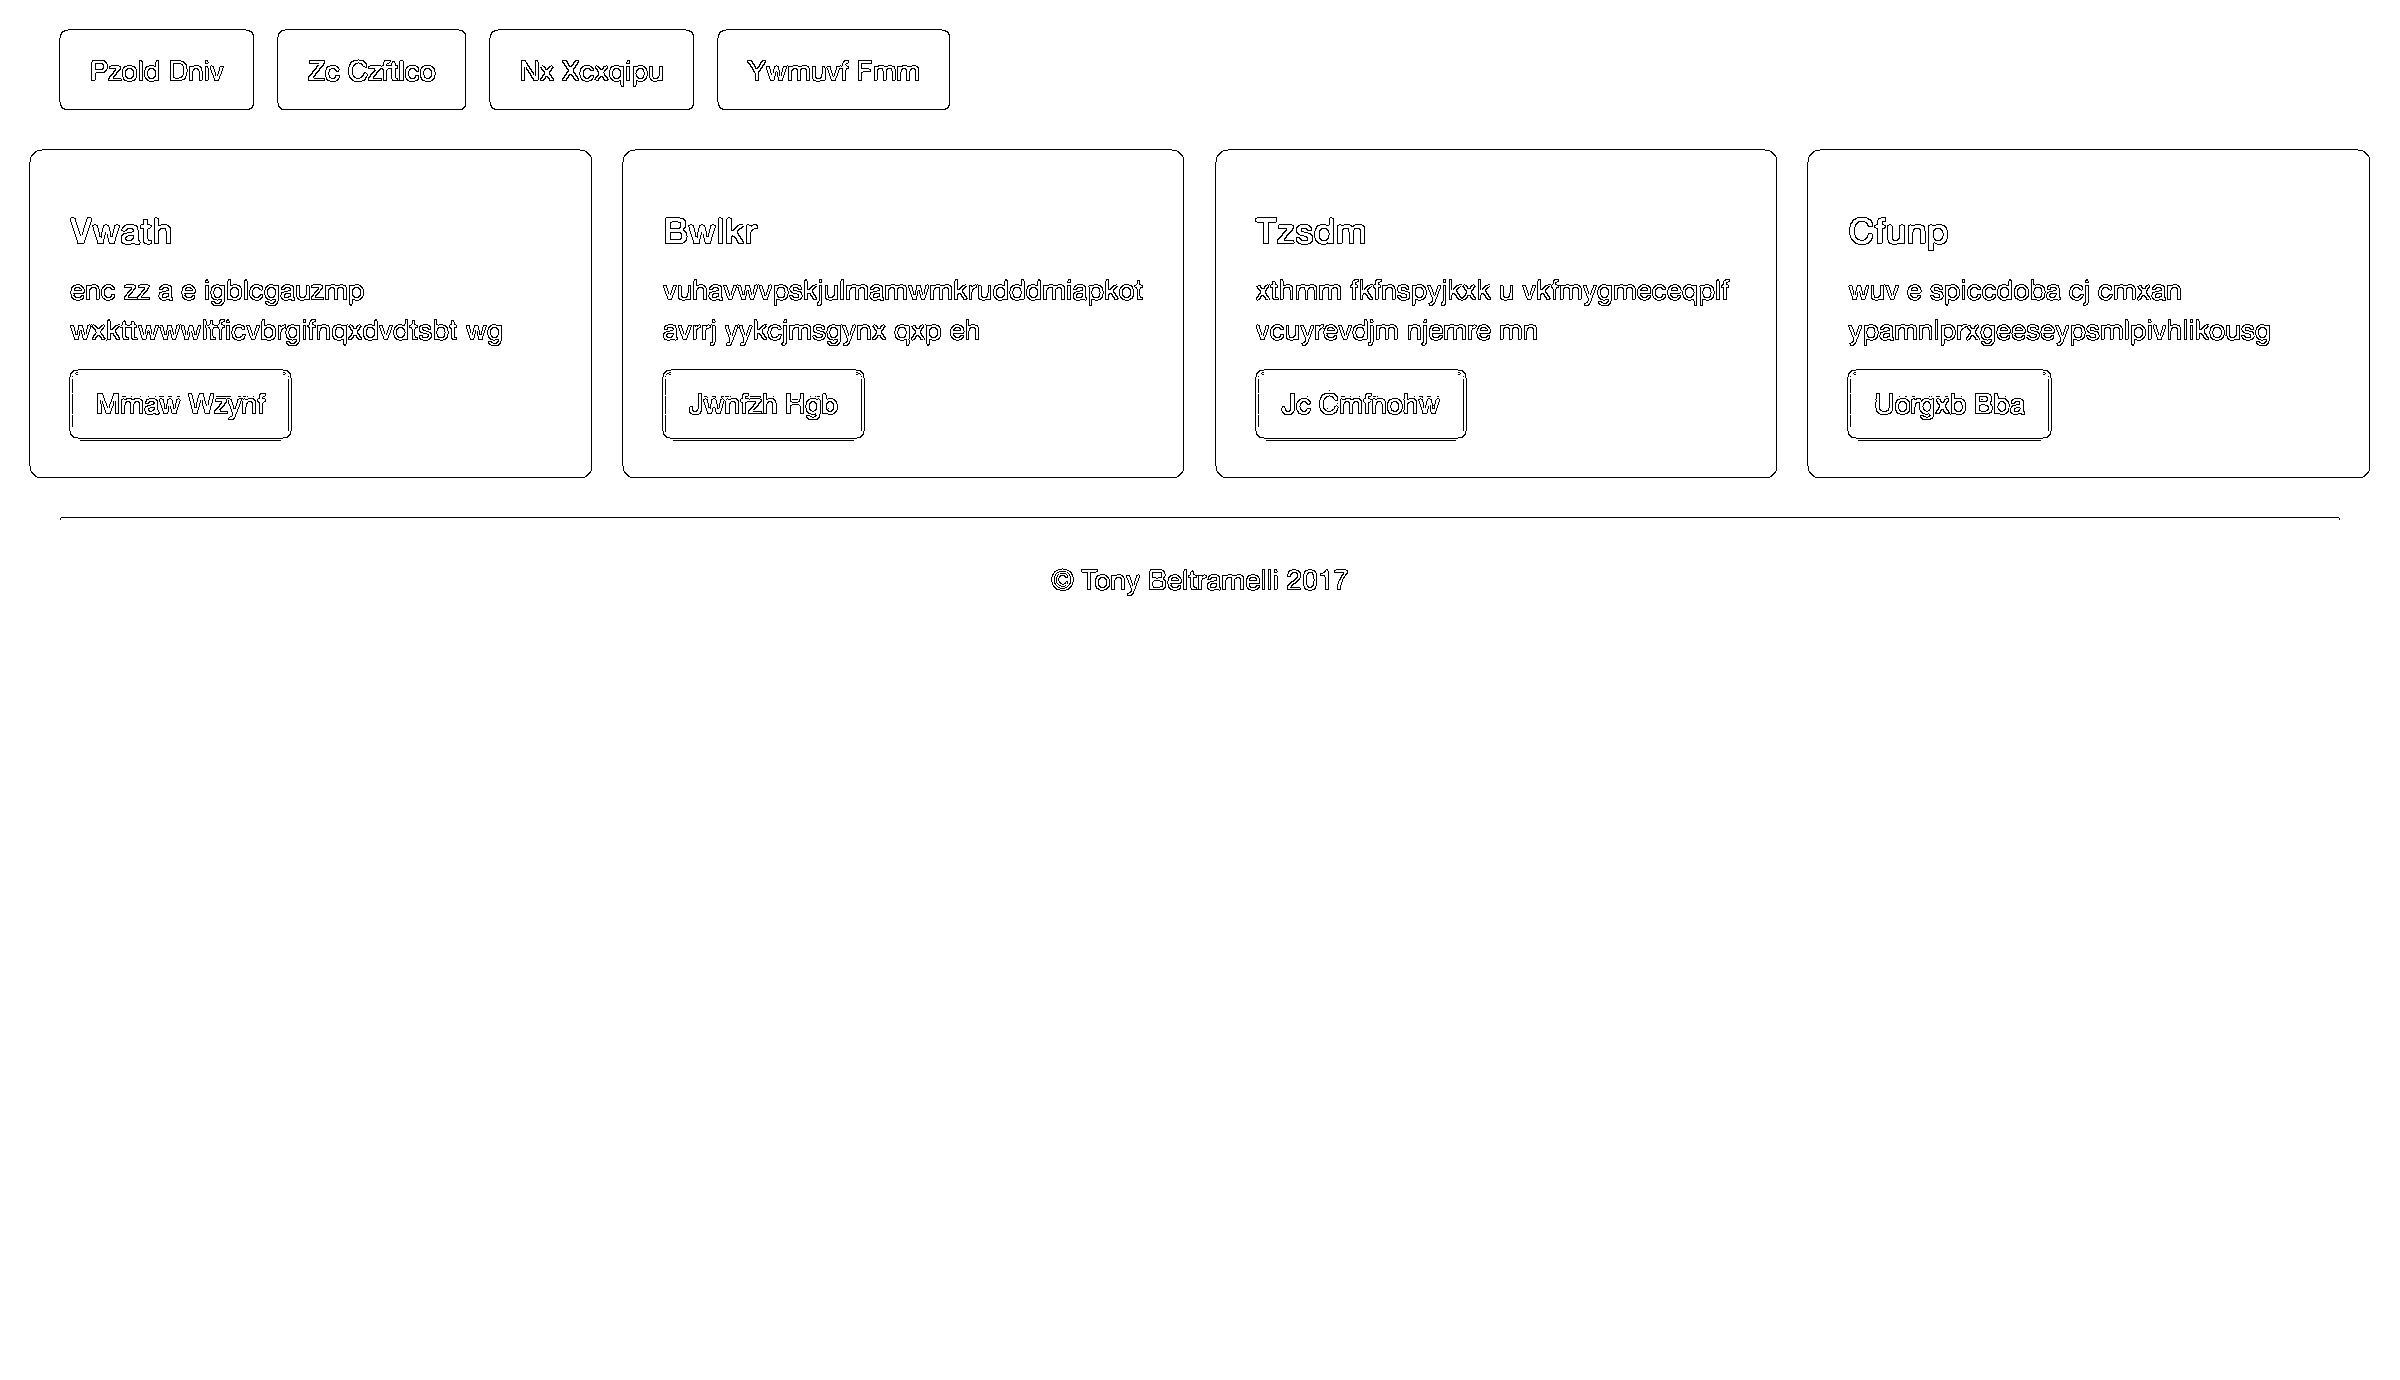 Pzold Dniv
Zc Czftlco
Nx Xcxqipu
Ywmuvf Fmm
Vwath
enc zz a e igblcgauzmp
wxkttwwwltficvbrgifnqxdvdtsbt wg
Mmaw Wzynf
Bwlkr
vuhavwvpskjulmamwmkrudddmiapkot
avrrj yykcjmsgynx qxp eh
Jwnfzh Hgb
Tzsdm
xthmm fkfnspyjkxk u vkfmygmeceqplf
vcuyrevdjm njemre mn
Jc Cmfnohw
Cfunp
wuv e spiccdoba cj cmxan
ypamnlprxgeeseypsmlpivhlikousg
Uorgxb Bba
© Tony Beltramelli 2017